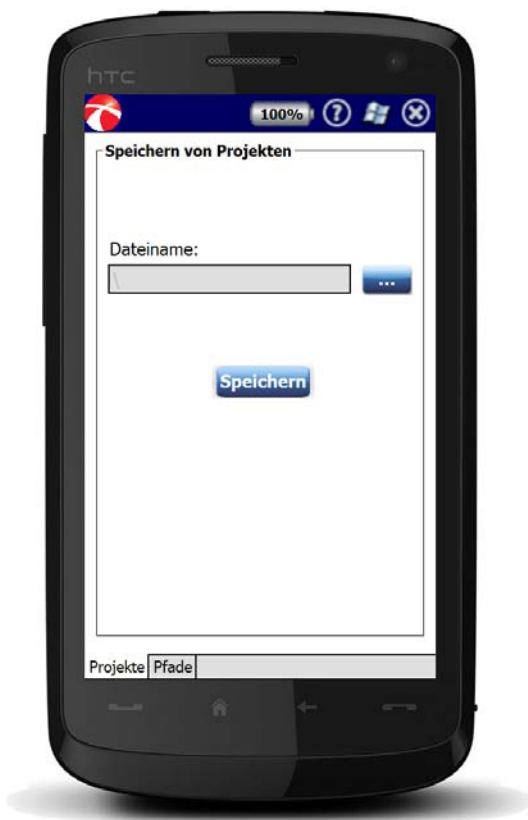 htc
100% ?
Speichern von Projekten
Dateiname:
\
...
Speichern
Projekte Pfade